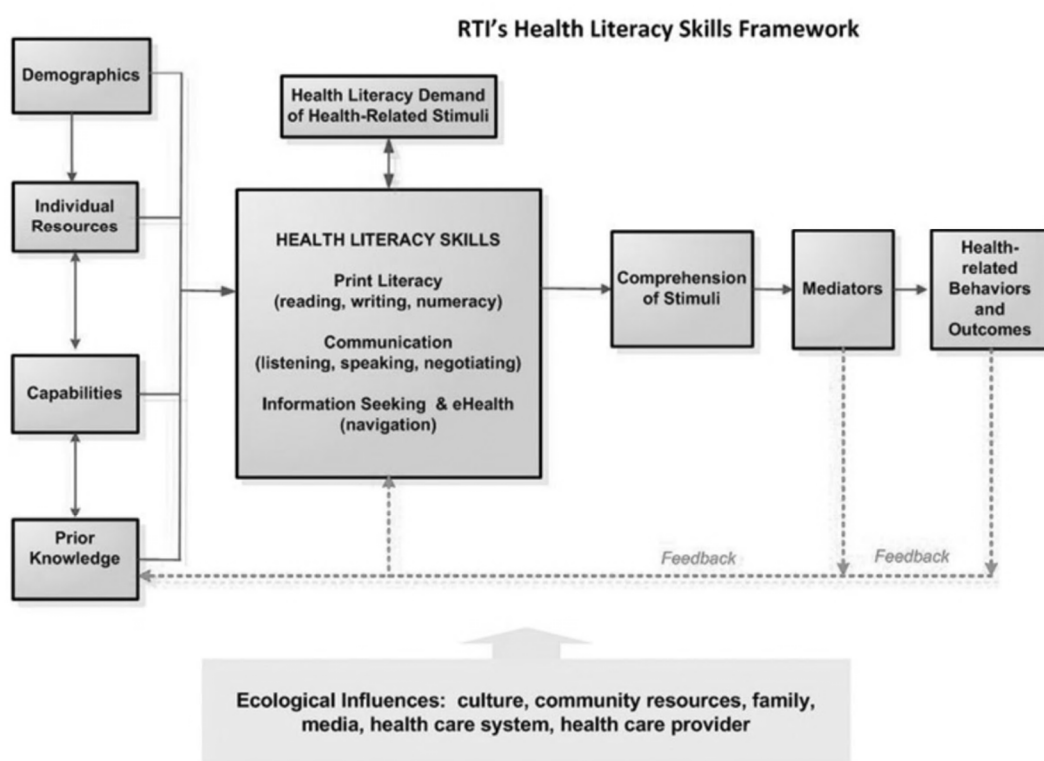 RTI's Health Literacy Skills Framework
Demographics
Individual
Resources
Capabilities
Prior
Knowledge
Health Literacy Demand
of Health-Related Stimuli
HEALTH LITERACY SKILLS
Print Literacy
(reading, writing, numeracy)
Communication
(listening, speaking, negotiating)
Information Seeking & eHealth
(navigation)
Comprehension
of Stimuli
Mediators
Health-
related
Behaviors
and
Outcomes
Feedback
Feedback
Ecological Influences: culture, community resources, family,
media, health care system, health care provider